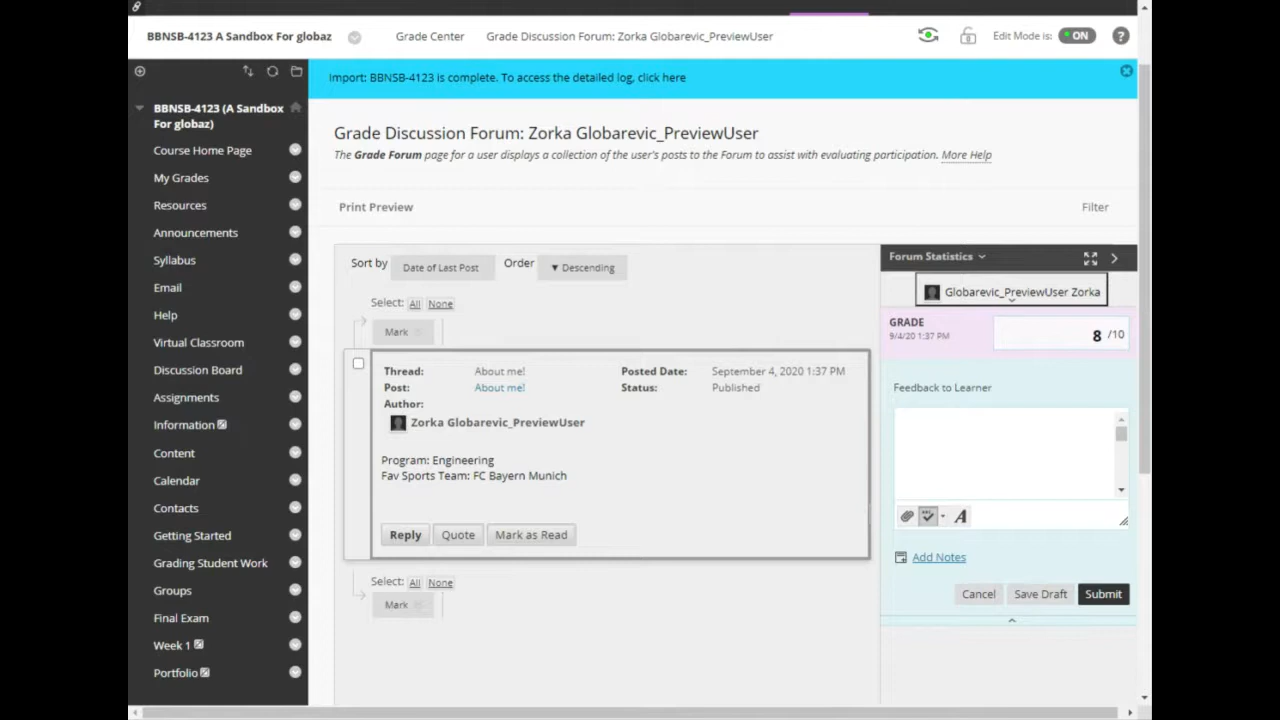 BBNSB-4123 A Sandbox For globaz
Grade Center
Grade Discussion Forum: Zorka Globarevic_PreviewUser
Edit Mode is: ON
?
Import: BBNSB-4123 is complete. To access the detailed log, click here
BBNSB-4123 (A Sandbox
For globaz)
Course Home Page
My Grades
Resources
Announcements
Syllabus
Email
Help
Virtual Classroom
Discussion Board
Assignments
Information
Content
Calendar
Contacts
Getting Started
Grading Student Work
Groups
Final Exam
Week 1
Portfolio
Grade Discussion Forum: Zorka Globarevic_PreviewUser
The Grade Forum page for a user displays a collection of the user's posts to the Forum to assist with evaluating participation. More Help
Print Preview
Filter
Sort by Date of Last Post Order ▼ Descending
Select: All None
Mark
Thread: About me! Posted Date: September 4, 2020 1:37 PM
Post: About me! Status: Published
Author:
Zorka Globarevic_PreviewUser
Program: Engineering
Fav Sports Team: FC Bayern Munich
Reply Quote Mark as Read
Select: All None
Mark
Forum Statistics
Globarevic_PreviewUser Zorka
GRADE
9/4/20 1:37 PM
8 /10
Feedback to Learner
A
Add Notes
Cancel Save Draft Submit